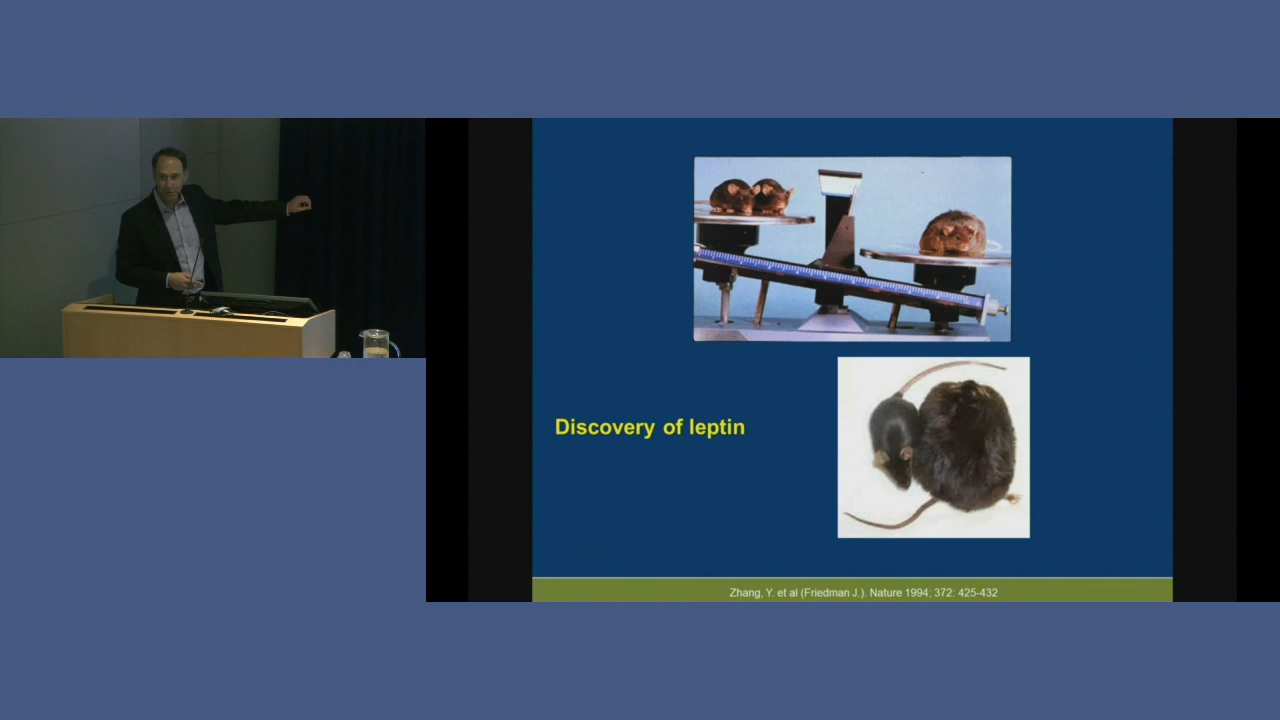 Discovery of leptin
Zhang, Y. et al (Friedman J.). Nature 1994; 372: 425-432